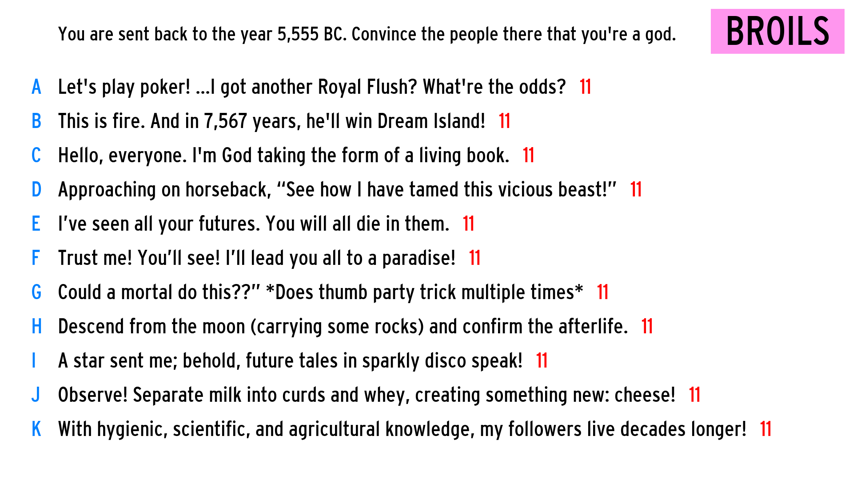 You are sent back to the year 5,555 BC. Convince the people there that you're a god.
BROILS
A Let's play poker! ...I got another Royal Flush? What're the odds? 11
B This is fire. And in 7,567 years, he'll win Dream Island! 11
C Hello, everyone. I'm God taking the form of a living book. 11
D Approaching on horseback, “See how I have tamed this vicious beast!” 11
E I’ve seen all your futures. You will all die in them. 11
F Trust me! You’ll see! I’ll lead you all to a paradise! 11
G Could a mortal do this??” *Does thumb party trick multiple times* 11
H Descend from the moon (carrying some rocks) and confirm the afterlife. 11
I A star sent me; behold, future tales in sparkly disco speak! 11
J Observe! Separate milk into curds and whey, creating something new: cheese! 11
K With hygienic, scientific, and agricultural knowledge, my followers live decades longer! 11